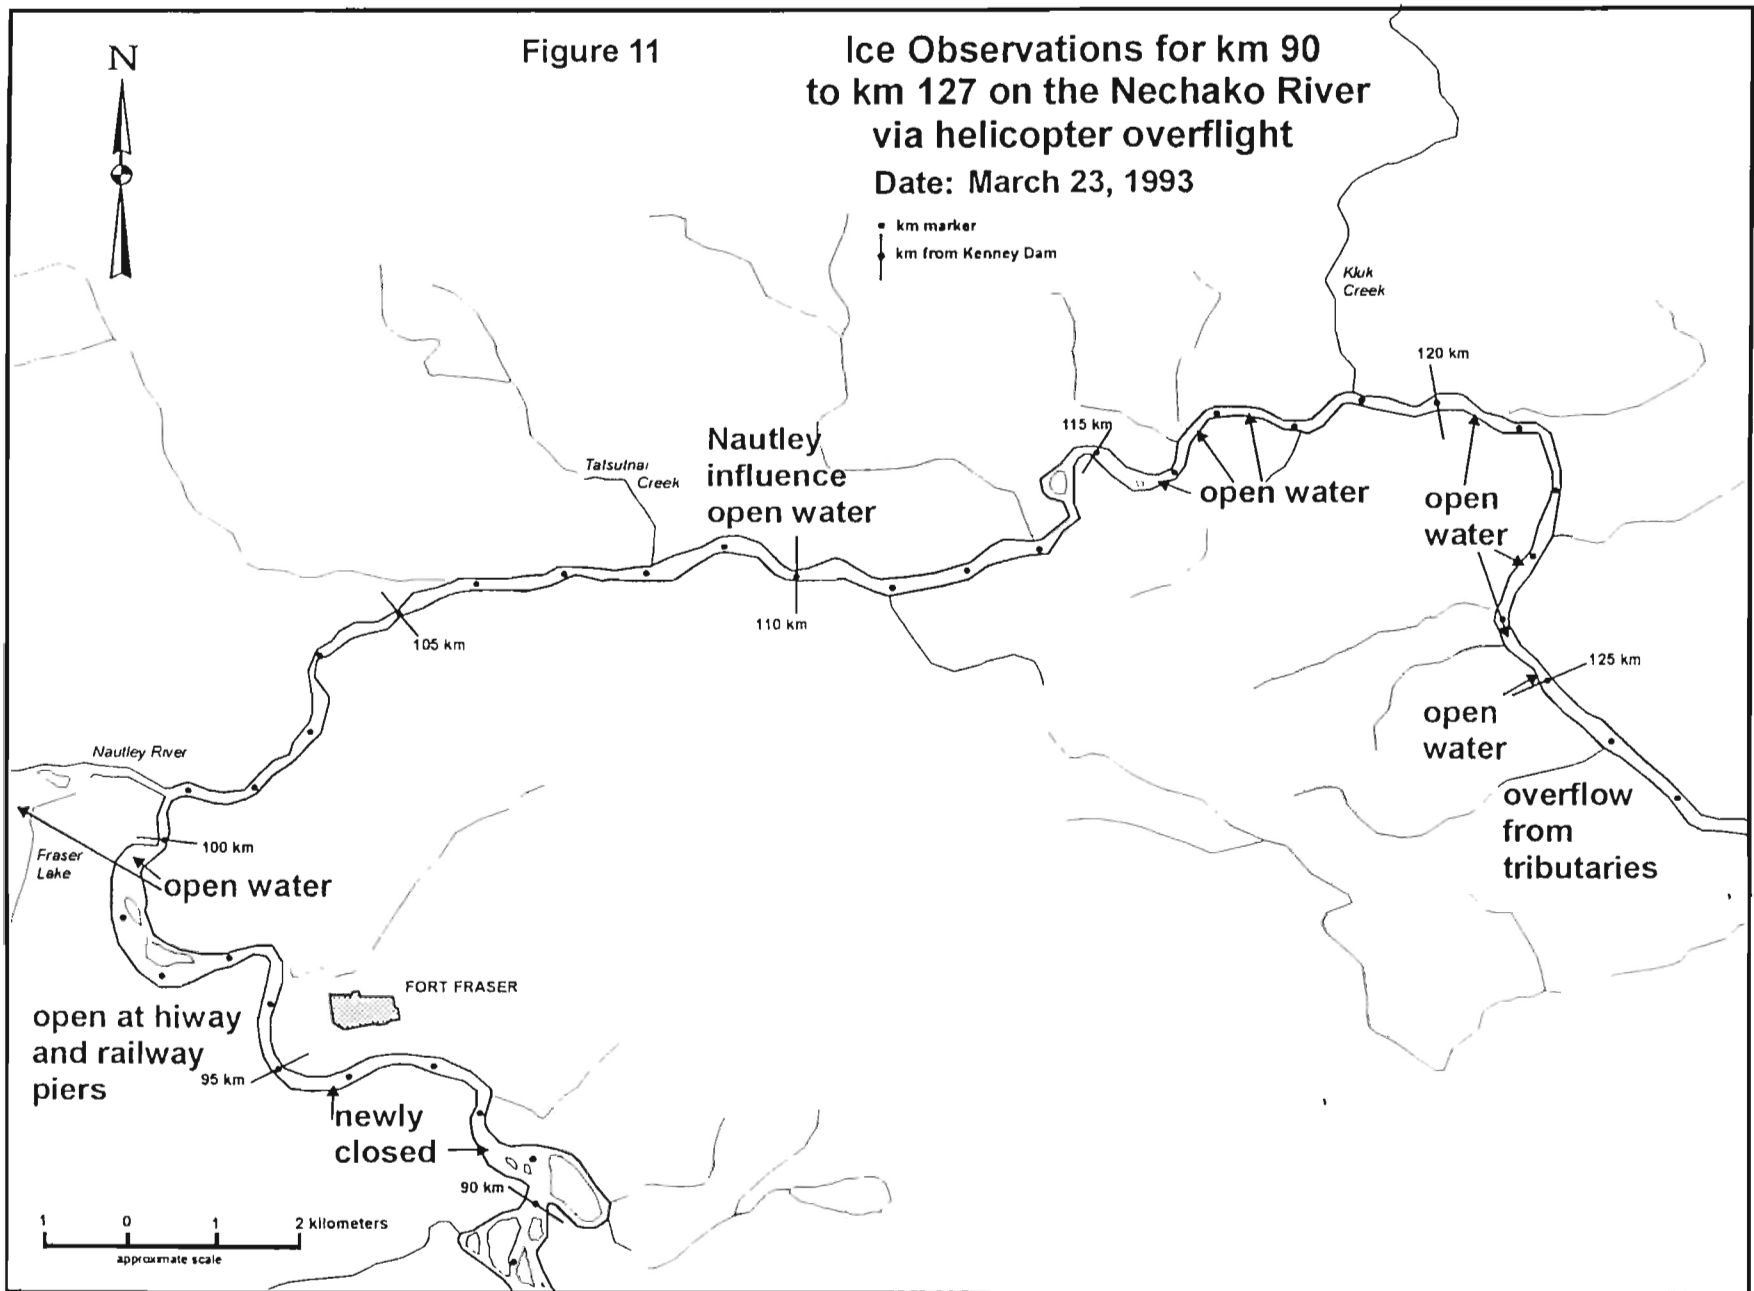 N
Figure 11
Ice Observations for km 90
to km 127 on the Nechako River
via helicopter overflight
Date: March 23, 1993
km marker
km from Kenney Dam
Kluk
Creek
120 km
115 km
Nautley
influence
open water
Tatsutnai
Creek
open water
open
water
110 km
105 km
125 km
open
water
Nautley River
overflow
from
tributaries
100 km
Fraser
Lake
open water
FORT FRASER
open at hiway
and railway
piers
95 km
newly
closed
90 km
1 0 1 2 kilometers
approximate scale